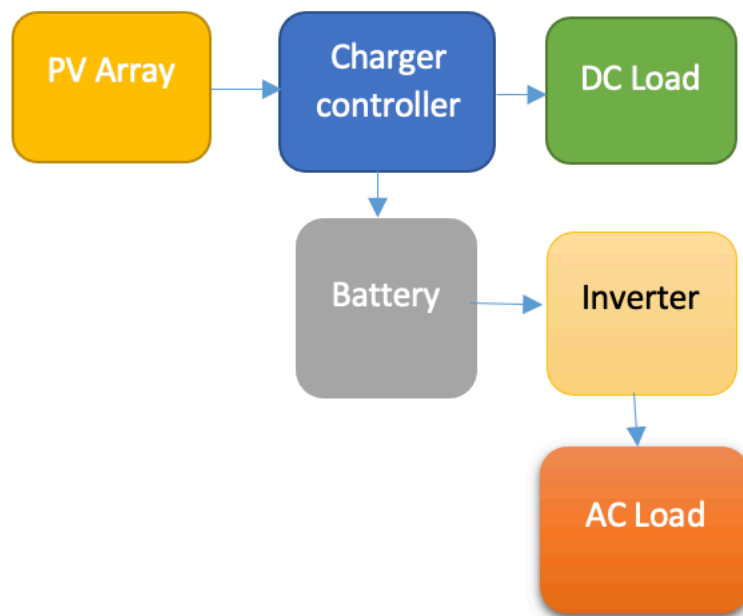 PV Array
Charger
controller
DC Load
Battery
Inverter
AC Load